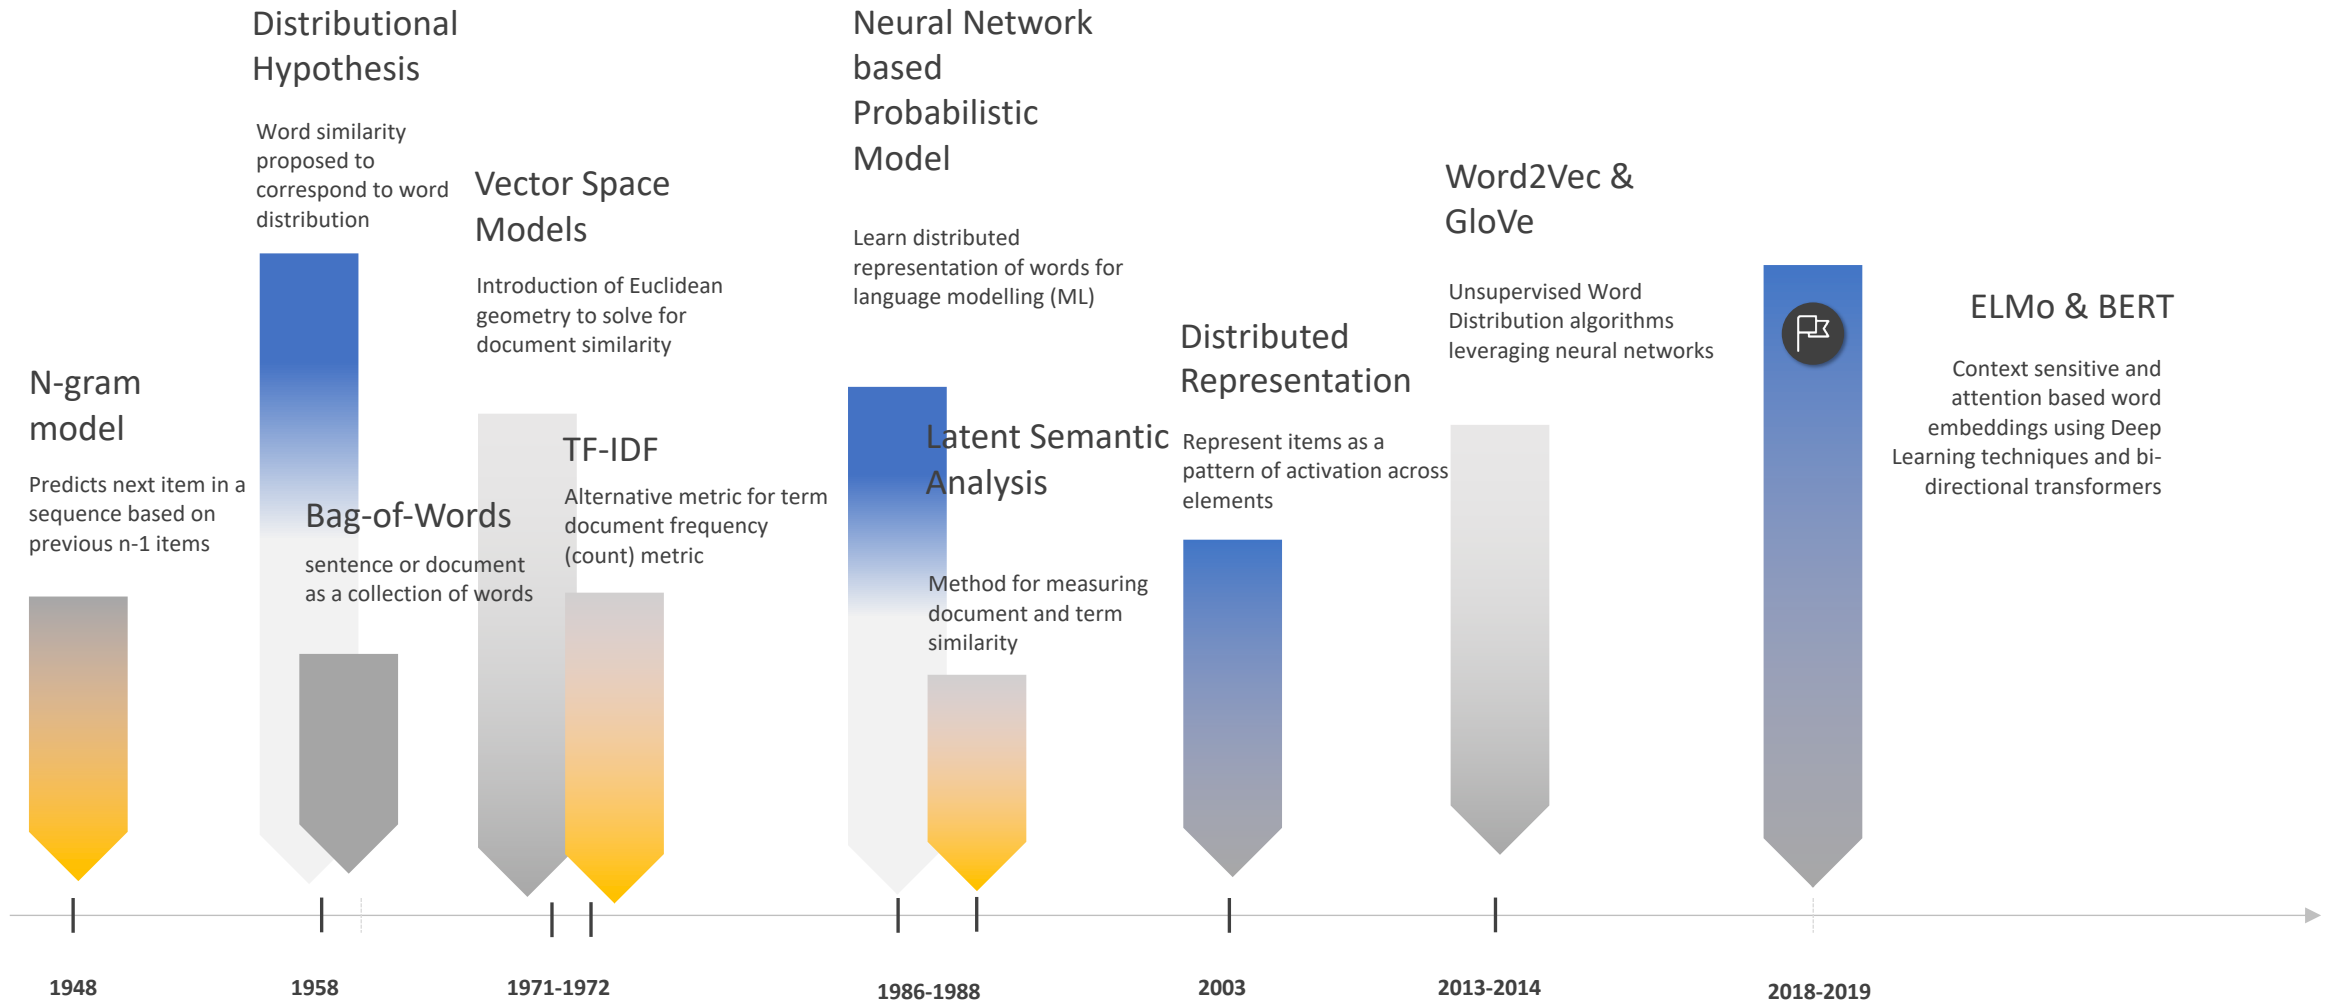 Distributional
Hypothesis
Word similarity
proposed to
correspond to word
distribution
Neural Network
based
Probabilistic
Model
Learn distributed
representation of words for
language modelling (ML)
Vector Space
Models
Introduction of Euclidean
geometry to solve for
document similarity
Word2Vec &
GloVe
Unsupervised Word
Distribution algorithms
leveraging neural networks
ELMo & BERT
Context sensitive and
attention based word
embeddings using Deep
Learning techniques and bi-
directional transformers
N-gram
model
Predicts next item in a
sequence based on
previous n-1 items
Bag-of-Words
sentence or document
as a collection of words
TF-IDF
Alternative metric for term
document frequency
(count) metric
Latent Semantic
Analysis
Method for measuring
document and term
similarity
Distributed
Representation
Represent items as a
pattern of activation across
elements
1948
1958
1971-1972
1986-1988
2003
2013-2014
2018-2019